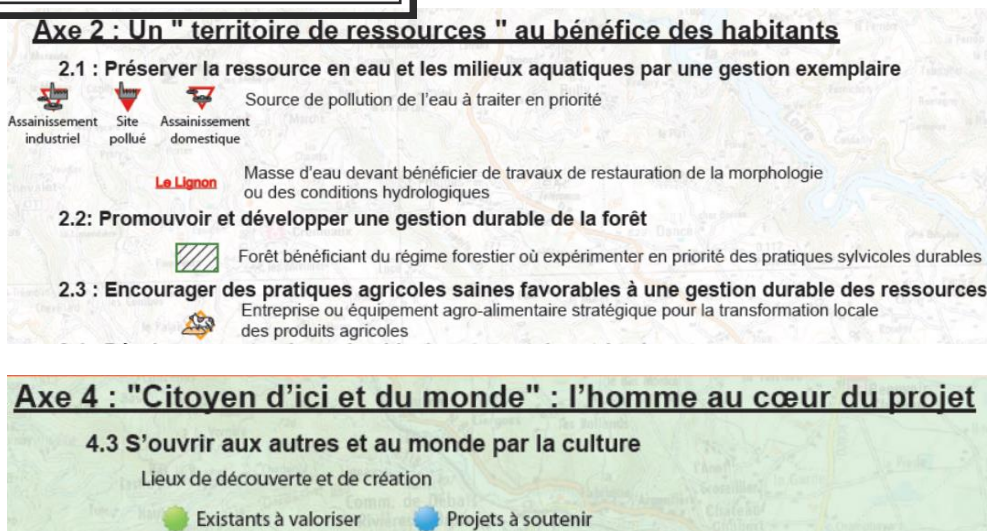 Axe 2 : Un " territoire de ressources " au bénéfice des habitants
2.1 : Préserver la ressource en eau et les milieux aquatiques par une gestion exemplaire
Source de pollution de l'eau à traiter en priorité
Assainissement industriel
Site pollué
Assainissement domestique
Le Lignon
Masse d'eau devant bénéficier de travaux de restauration de la morphologie
ou des conditions hydrologiques
2.2: Promouvoir et développer une gestion durable de la forêt
Forêt bénéficiant du régime forestier où expérimenter en priorité des pratiques sylvicoles durables
2.3 : Encourager des pratiques agricoles saines favorables à une gestion durable des ressources
Entreprise ou équipement agro-alimentaire stratégique pour la transformation locale
des produits agricoles
Axe 4 : "Citoyen d'ici et du monde" : l'homme au cœur du projet
4.3 S'ouvrir aux autres et au monde par la culture
Lieux de découverte et de création
Existants à valoriser Projets à soutenir